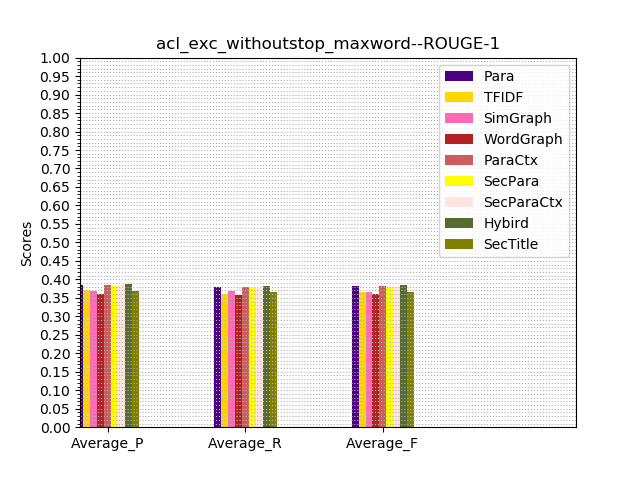 acl_exc_withoutstop_maxword--ROUGE-1
1.00
0.95
0.90
0.85
0.80
0.75
0.70
0.65
0.60
0.55
0.50
0.45
0.40
0.35
0.30
0.25
0.20
0.15
0.10
0.05
0.00
Scores
Para
TFIDF
SimGraph
WordGraph
ParaCtx
SecPara
SecParaCtx
Hybird
SecTitle
Average_P
Average_R
Average_F